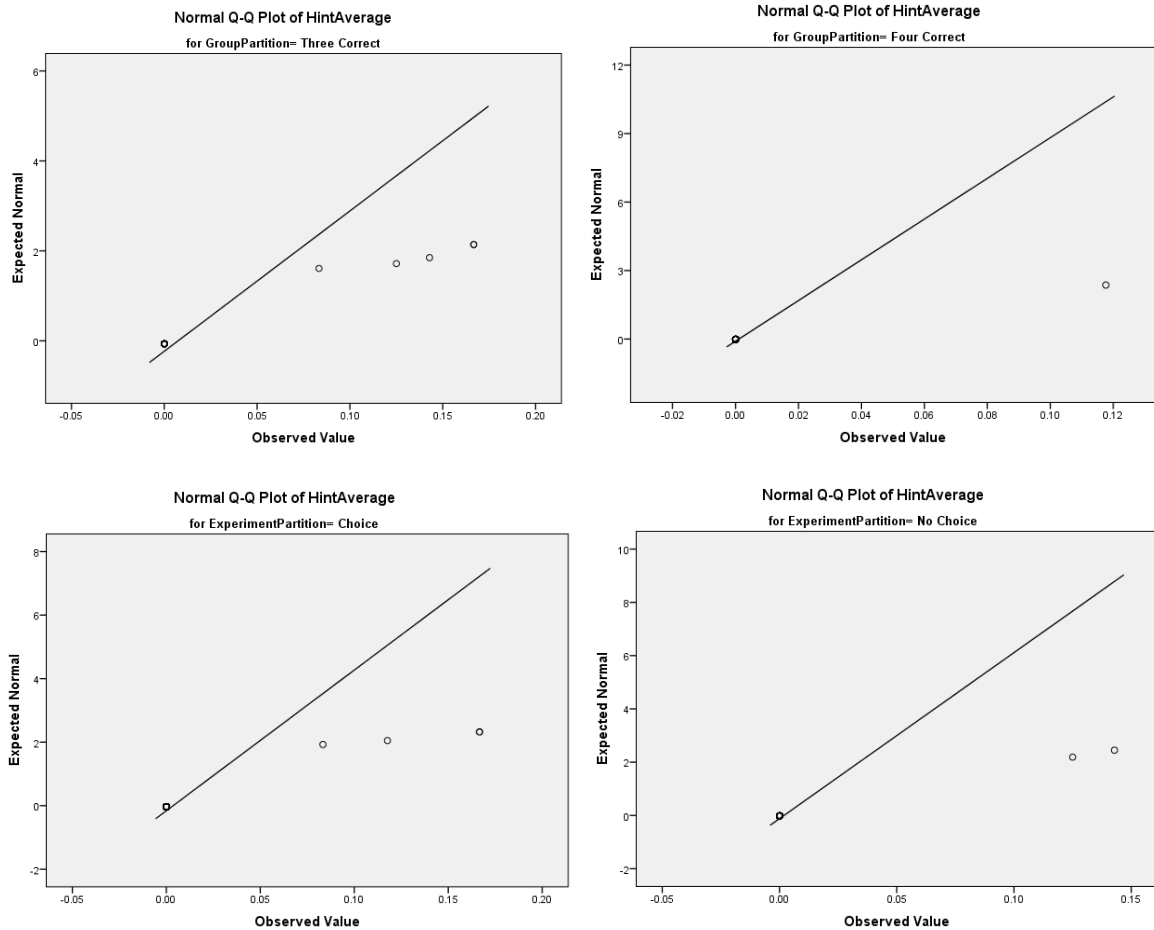 Normal Q-Q Plot of HintAverage
for GroupPartition= Three Correct
6
4
2
0
Expected Normal
-0.05 0.00 0.05 0.10 0.15 0.20
Observed Value
Normal Q-Q Plot of HintAverage
for GroupPartition= Four Correct
12
9
6
3
0
Expected Normal
-0.02 0.00 0.02 0.04 0.06 0.08 0.10 0.12
Observed Value
Normal Q-Q Plot of HintAverage
for ExperimentPartition= Choice
8
6
4
2
0
-2
Expected Normal
-0.05 0.00 0.05 0.10 0.15 0.20
Observed Value
Normal Q-Q Plot of HintAverage
for ExperimentPartition= No Choice
10
8
6
4
2
0
-2
Expected Normal
-0.05 0.00 0.05 0.10 0.15
Observed Value